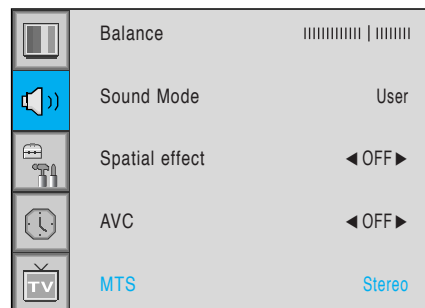 Balance
Sound Mode User
Spatial effect ◀ OFF ▶
AVC ◀ OFF ▶
TV
MTS Stereo